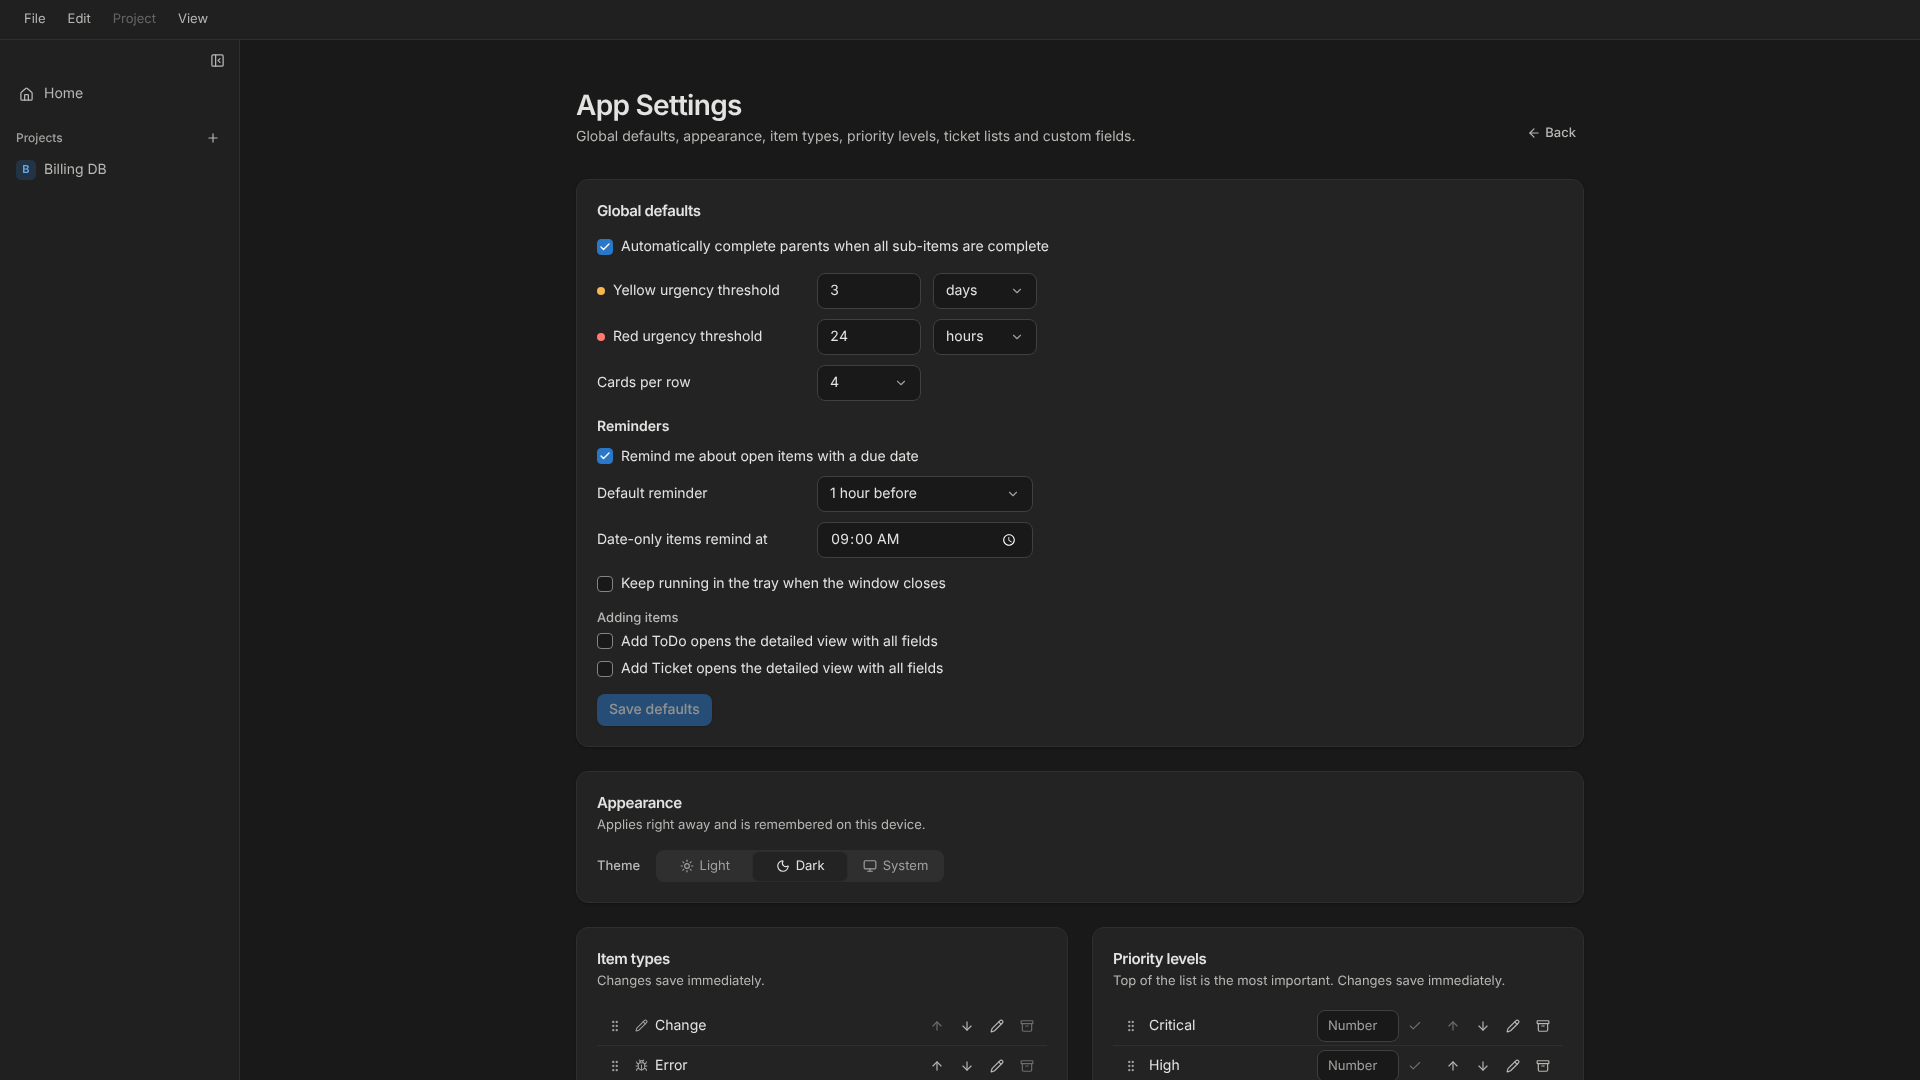 File Edit Project View
Home
Projects
B Billing DB
App Settings
Global defaults, appearance, item types, priority levels, ticket lists and custom fields.
Back
Global defaults
Automatically complete parents when all sub-items are complete
Yellow urgency threshold 3 days
Red urgency threshold 24 hours
Cards per row 4
Reminders
Remind me about open items with a due date
Default reminder 1 hour before
Date-only items remind at 09:00 AM
Keep running in the tray when the window closes
Adding items
Add ToDo opens the detailed view with all fields
Add Ticket opens the detailed view with all fields
Save defaults
Appearance
Applies right away and is remembered on this device.
Theme Light Dark System
Item types
Changes save immediately.
Change
Error
Priority levels
Top of the list is the most important. Changes save immediately.
Critical Number
High Number